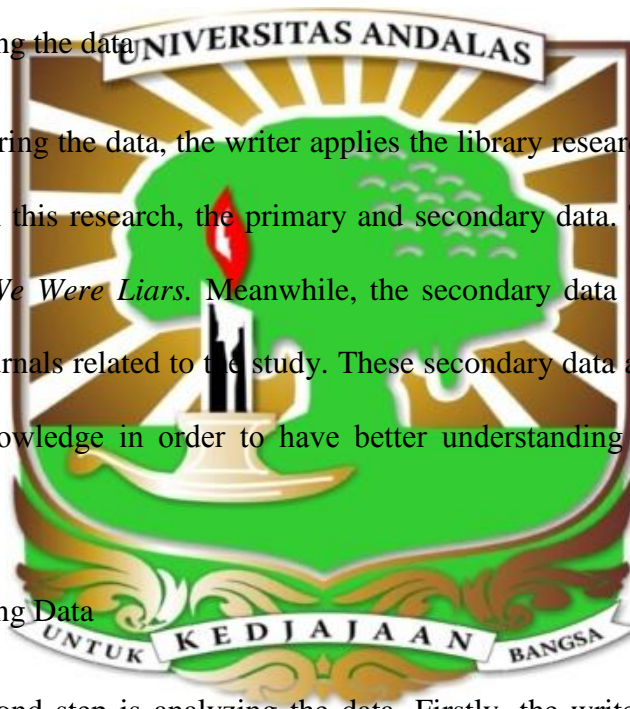 ng the data
UNIVERSITAS ANDALAS
ring the data, the writer applies the library resear
this research, the primary and secondary data.
We Were Liars. Meanwhile, the secondary data
urnals related to the study. These secondary data a
owledge in order to have better understanding
ng Data
UNTUK KEDJAJAAN BANGSA
ond step is analyzing the data. Firstly, the write